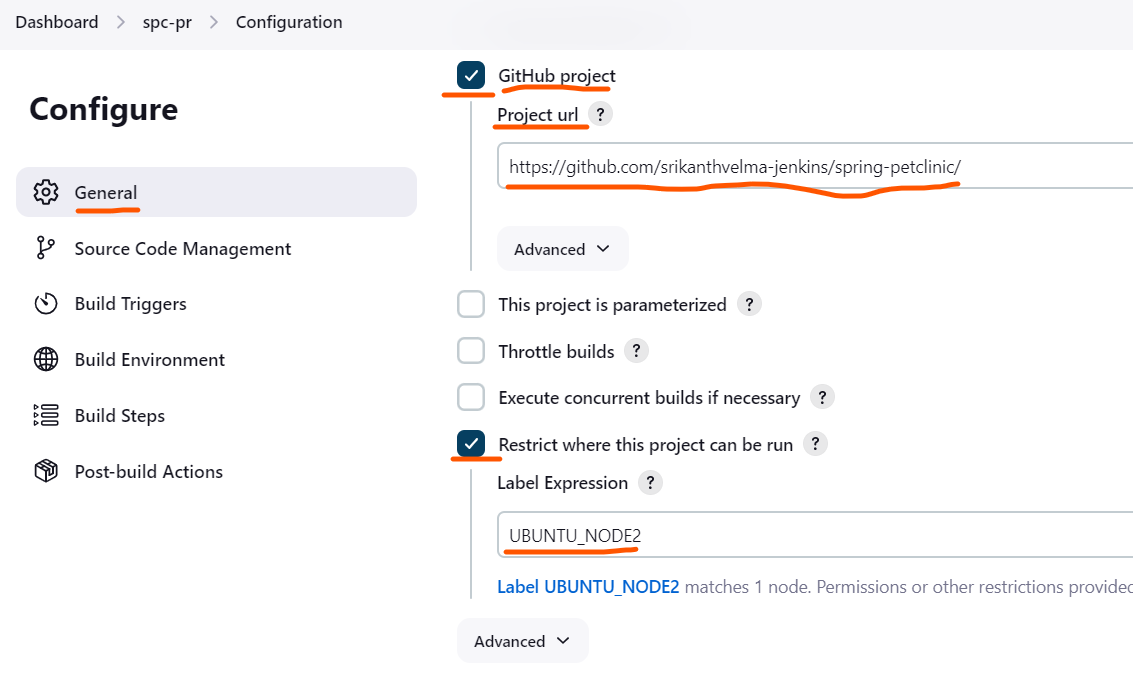 Dashboard > spc-pr > Configuration
Configure
General
Source Code Management
Build Triggers
Build Environment
Build Steps
Post-build Actions
GitHub project
Project url ?
https://github.com/srikanthvelma-jenkins/spring-petclinic/
Advanced
This project is parameterized ?
Throttle builds ?
Execute concurrent builds if necessary ?
Restrict where this project can be run ?
Label Expression ?
UBUNTU_NODE2
Label UBUNTU_NODE2 matches 1 node. Permissions or other restrictions provided
Advanced